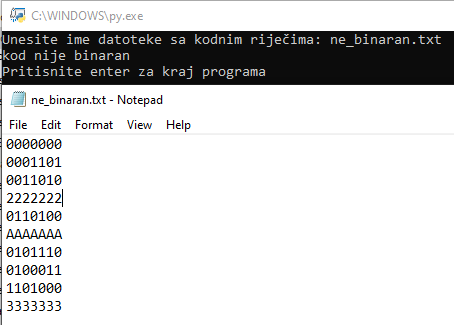 C:\WINDOWS\py.exe
Unesite ime datoteke sa kodnim riječima: ne_binaran.txt
kod nije binaran
Pritisnite enter za kraj programa
ne_binaran.txt - Notepad
File Edit Format View Help
0000000
0001101
0011010
2222222
0110100
AAAAAAA
0101110
0100011
1101000
3333333